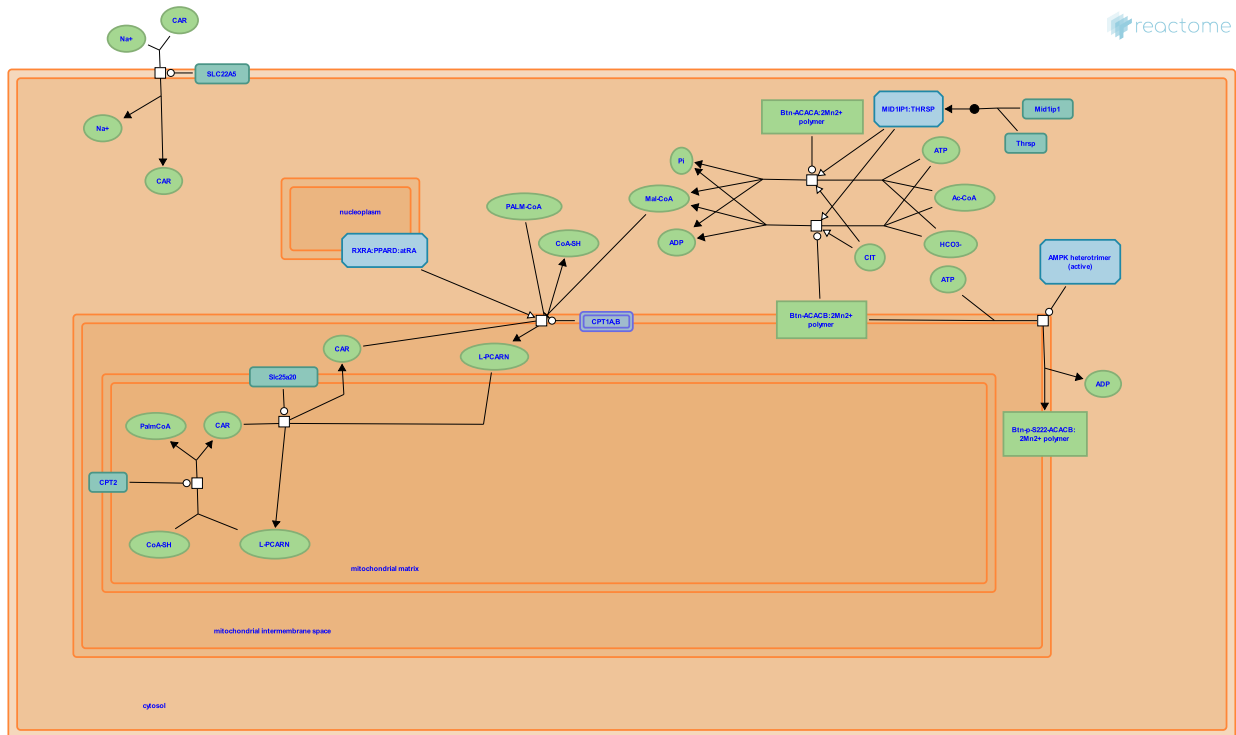 CAR
Na+
reactome
SLC22A5
Na+
CAR
Btn-ACACA:2Mn2+
polymer
MID1IP1:THRSP
Mid1ip1
Thrsp
Pi
ATP
Mal-CoA
Ac-CoA
PALM-CoA
nucleoplasm
CoA-SH
ADP
HCO3-
RXRA:PPARD:atRA
CIT
AMPK heterotrimer
(active)
ATP
Btn-ACACB:2Mn2+
polymer
CPT1A,B
CAR
L-PCARN
Slc25a20
ADP
PalmCoA
CAR
Btn-p-S222-ACACB:
2Mn2+ polymer
CPT2
CoA-SH
L-PCARN
mitochondrial matrix
mitochondrial intermembrane space
cytosol